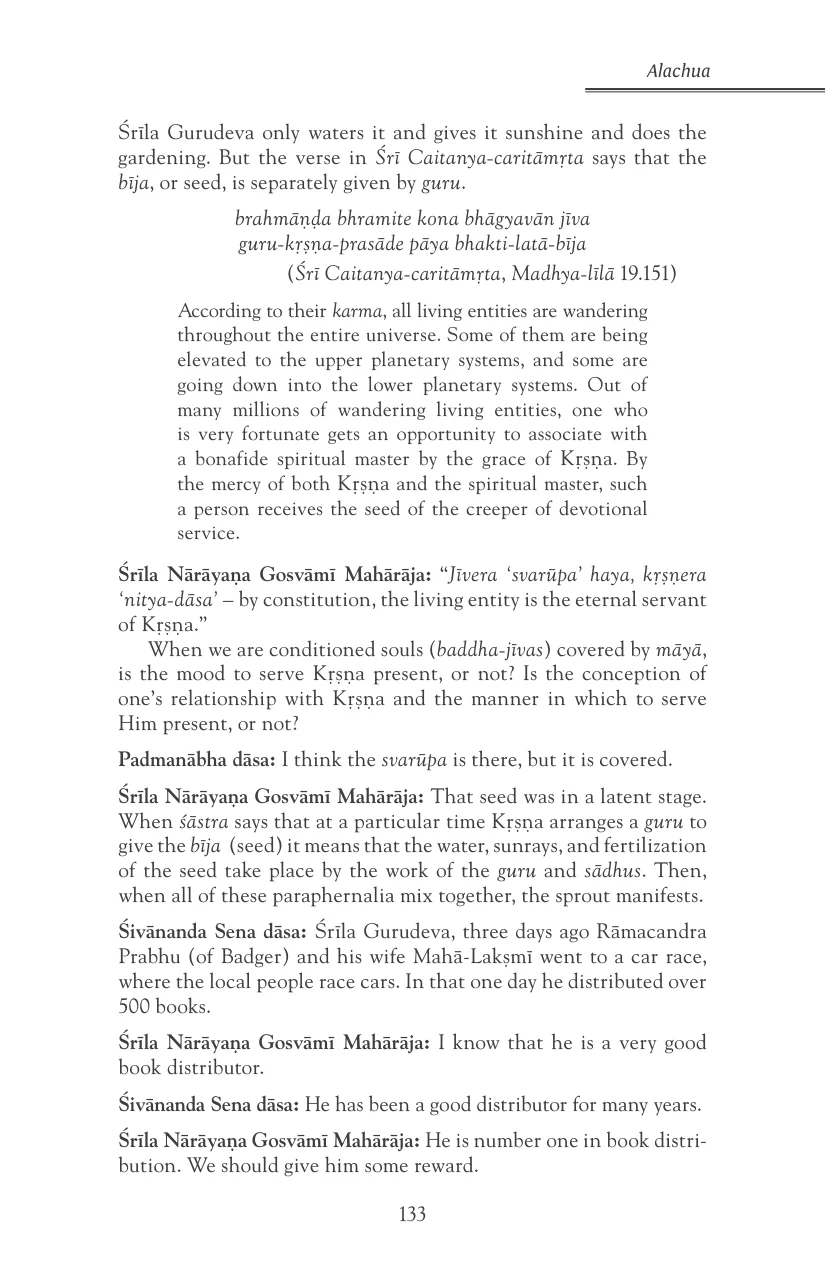 Alachua
Śrīla Gurudeva only waters it and gives it sunshine and does the
gardening. But the verse in Śrī Caitanya-caritāmṛta says that the
bīja, or seed, is separately given by guru.
brahmāṇḍa bhramite kona bhāgyavān jīva
guru-kṛṣṇa-prasāde pāya bhakti-latā-bīja
(Śrī Caitanya-caritāmṛta, Madhya-līlā 19.151)
According to their karma, all living entities are wandering
throughout the entire universe. Some of them are being
elevated to the upper planetary systems, and some are
going down into the lower planetary systems. Out of
many millions of wandering living entities, one who
is very fortunate gets an opportunity to associate with
a bonafide spiritual master by the grace of Kṛṣṇa. By
the mercy of both Kṛṣṇa and the spiritual master, such
a person receives the seed of the creeper of devotional
service.
Śrīla Nārāyaṇa Gosvāmī Mahārāja: “Jīvera ‘svarūpa’ haya, kṛṣṇera
‘nitya-dāsa’ – by constitution, the living entity is the eternal servant
of Kṛṣṇa.”
When we are conditioned souls (baddha-jīvas) covered by māyā,
is the mood to serve Kṛṣṇa present, or not? Is the conception of
one’s relationship with Kṛṣṇa and the manner in which to serve
Him present, or not?
Padmanābha dāsa: I think the svarūpa is there, but it is covered.
Śrīla Nārāyaṇa Gosvāmī Mahārāja: That seed was in a latent stage.
When śāstra says that at a particular time Kṛṣṇa arranges a guru to
give the bīja (seed) it means that the water, sunrays, and fertilization
of the seed take place by the work of the guru and sādhus. Then,
when all of these paraphernalia mix together, the sprout manifests.
Śivānanda Sena dāsa: Śrīla Gurudeva, three days ago Rāmacandra
Prabhu (of Badger) and his wife Mahā-Lakṣmī went to a car race,
where the local people race cars. In that one day he distributed over
500 books.
Śrīla Nārāyaṇa Gosvāmī Mahārāja: I know that he is a very good
book distributor.
Śivānanda Sena dāsa: He has been a good distributor for many years.
Śrīla Nārāyaṇa Gosvāmī Mahārāja: He is number one in book distri-
bution. We should give him some reward.
133